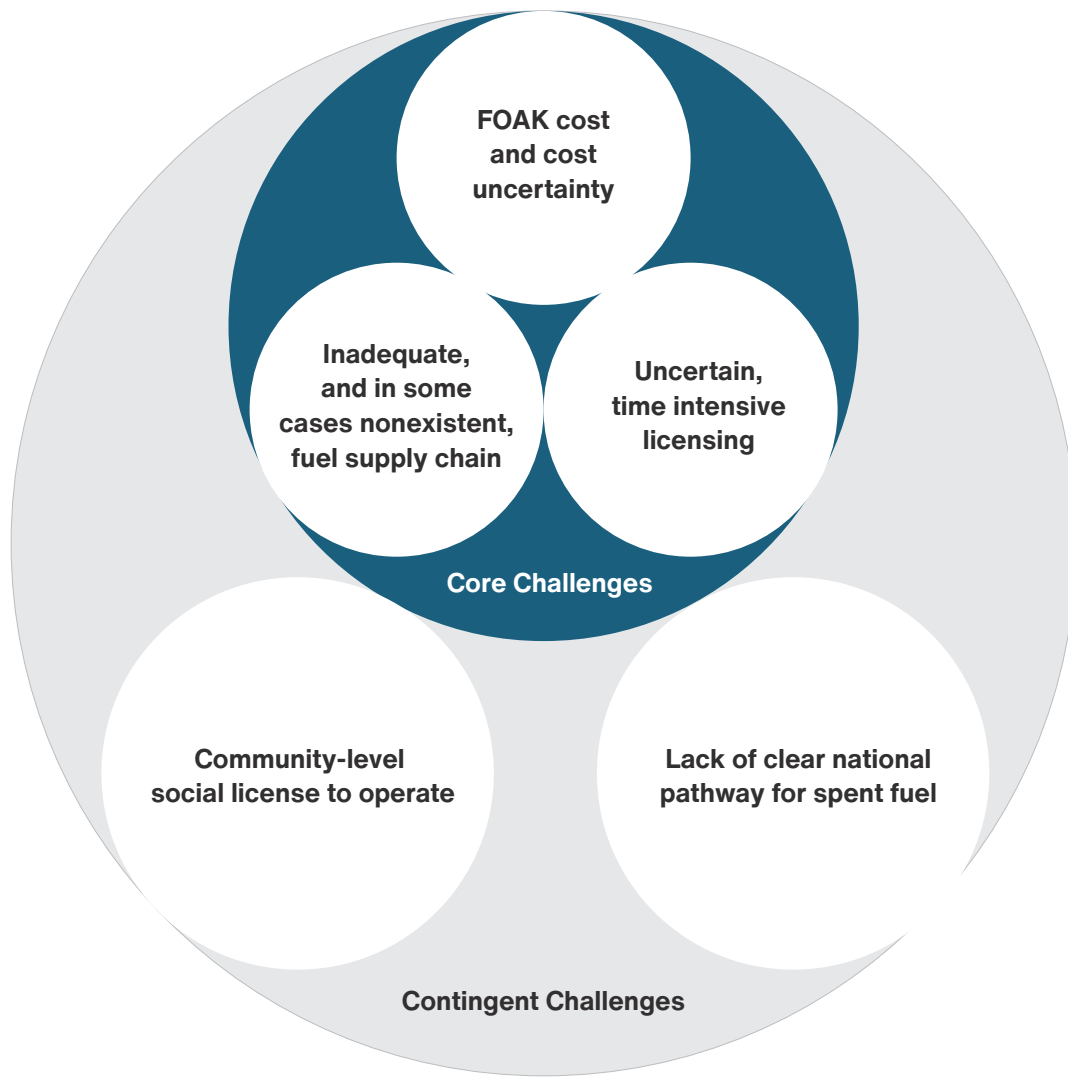 FOAK cost
and cost
uncertainty
Inadequate,
and in some
cases nonexistent,
fuel supply chain
Uncertain,
time intensive
licensing
Core Challenges
Community-level
social license to operate
Lack of clear national
pathway for spent fuel
Contingent Challenges